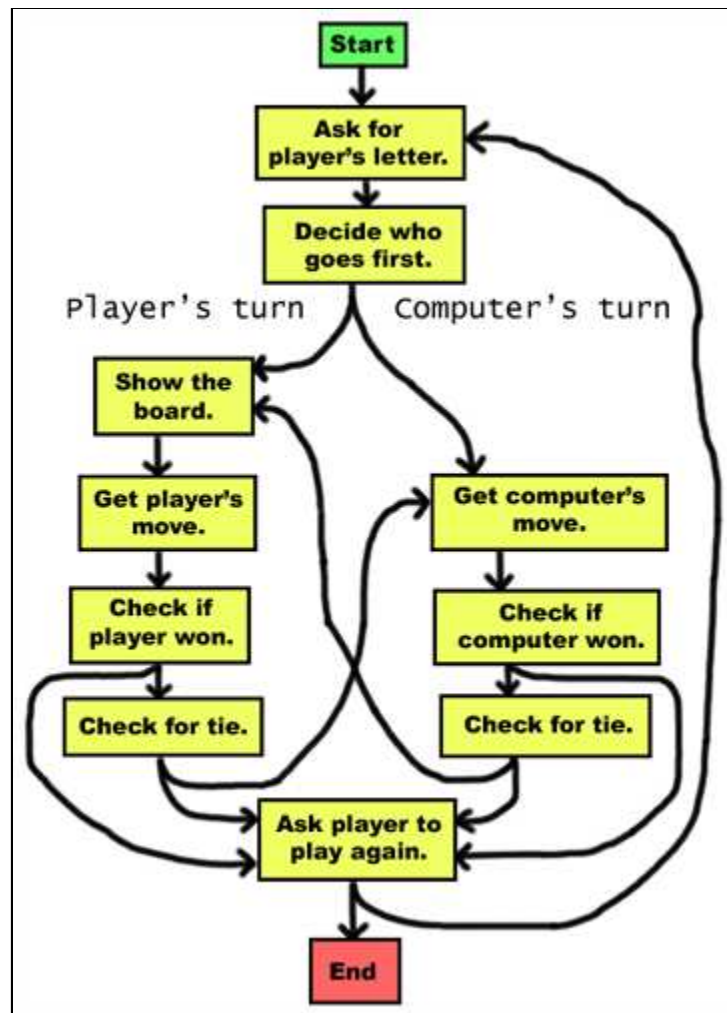 Start
Ask for
player's letter.
Decide who
goes first.
Player's turn
Computer's turn
Show the
board.
Get player's
move.
Check if
player won.
Check for tie.
Get computer's
move.
Check if
computer won.
Check for tie.
Ask player to
play again.
End